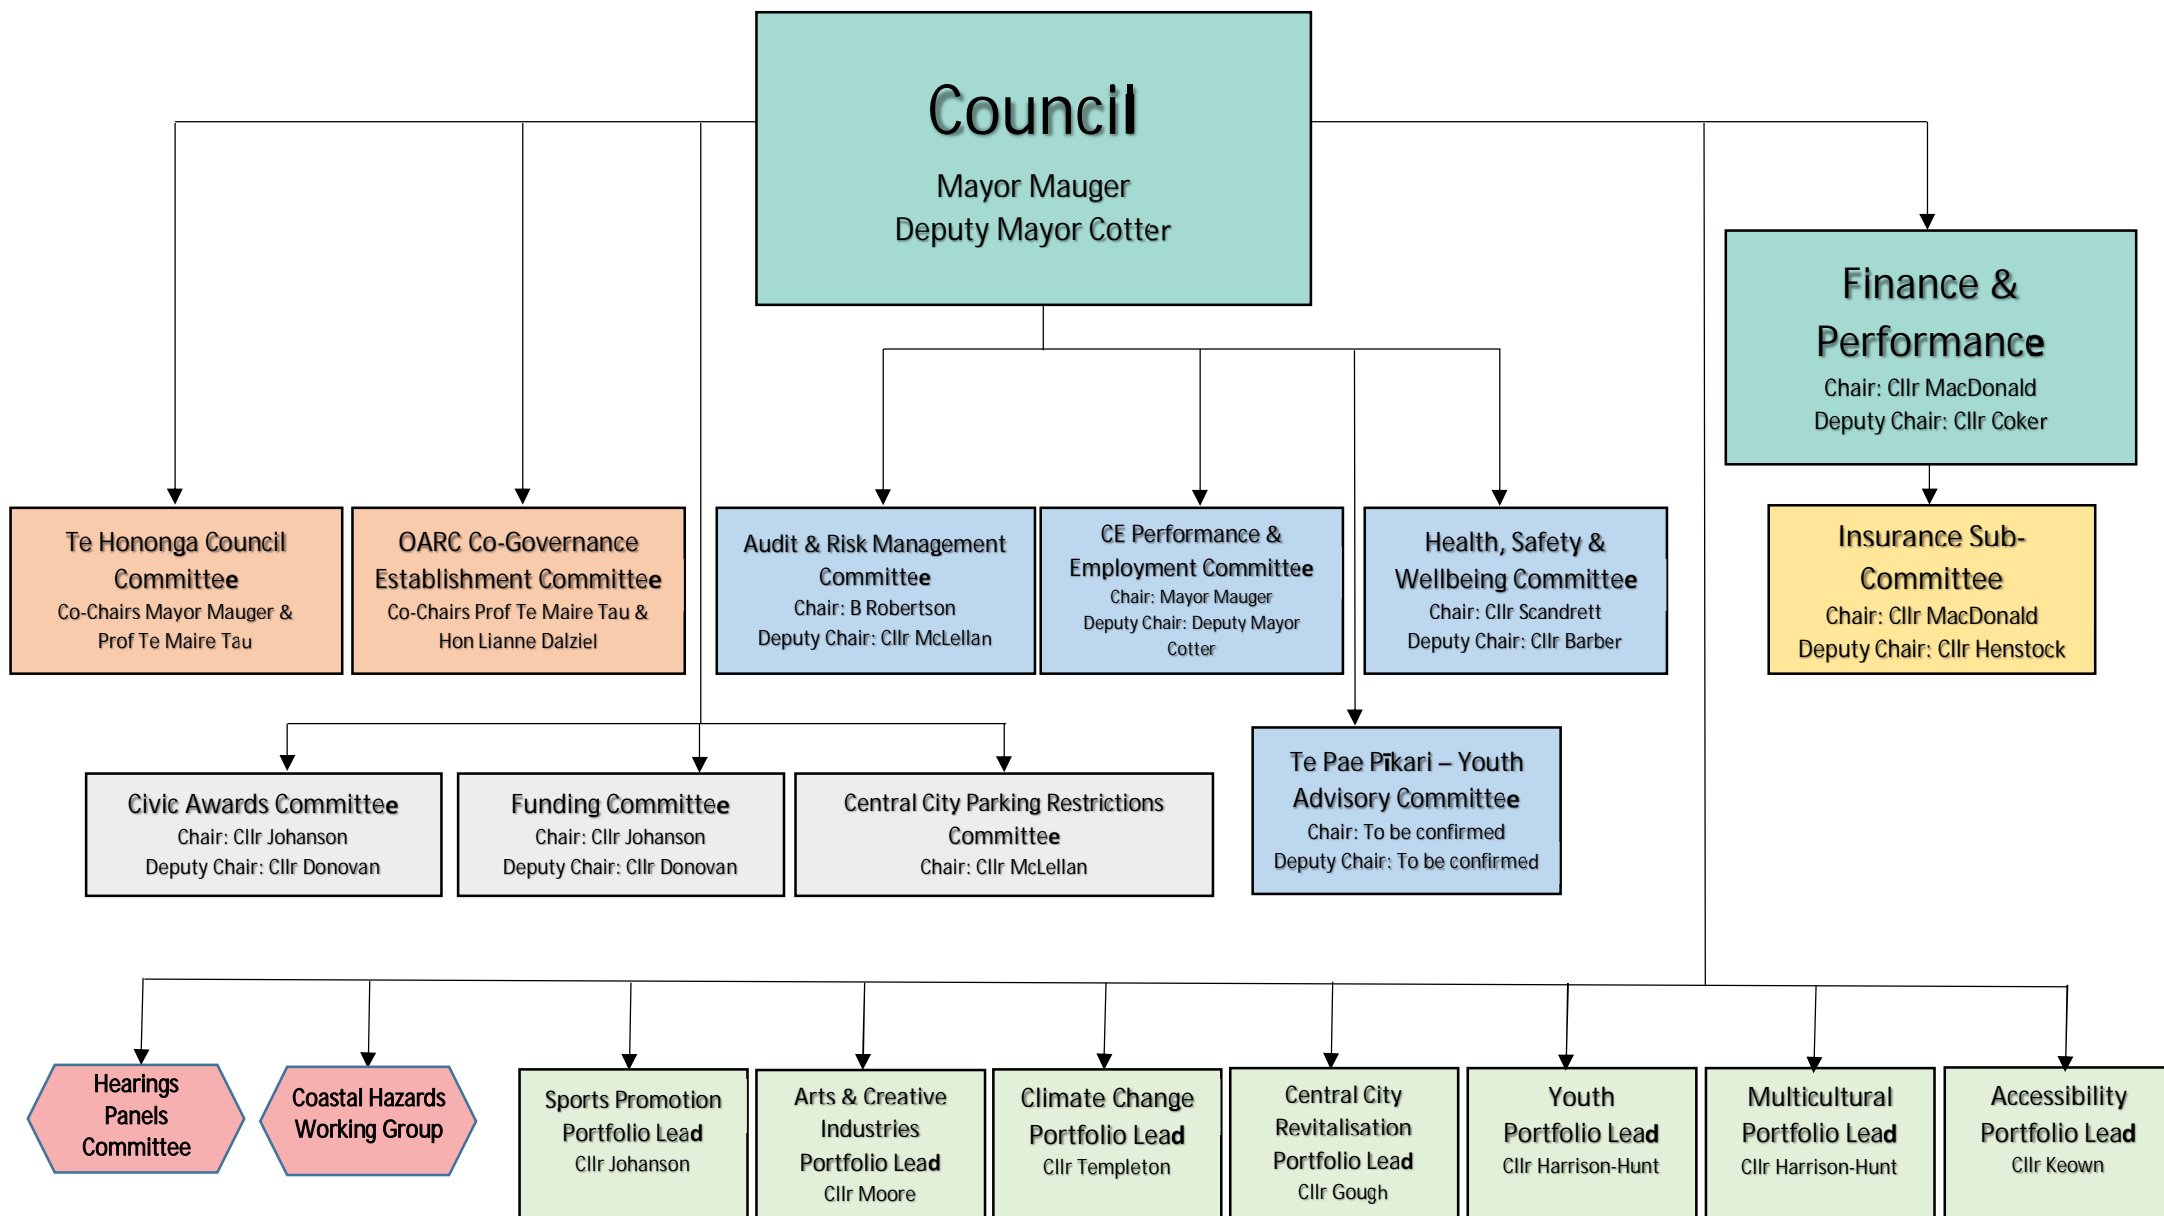 Council
Mayor Mauger
Deputy Mayor Cotter
Finance &
Performance
Chair: Cllr MacDonald
Deputy Chair: Cllr Coker
Te Hononga Council
Committee
Co-Chairs Mayor Mauger &
Prof Te Maire Tau
OARC Co-Governance
Establishment Committee
Co-Chairs Prof Te Maire Tau &
Hon Lianne Dalziel
Audit & Risk Management
Committee
Chair: B Robertson
Deputy Chair: Cllr McLellan
CE Performance &
Employment Committee
Chair: Mayor Mauger
Deputy Chair: Deputy Mayor
Cotter
Health, Safety &
Wellbeing Committee
Chair: Cllr Scandrett
Deputy Chair: Cllr Barber
Insurance Sub-
Committee
Chair: Cllr MacDonald
Deputy Chair: Cllr Henstock
Civic Awards Committee
Chair: Cllr Johanson
Deputy Chair: Cllr Donovan
Funding Committee
Chair: Cllr Johanson
Deputy Chair: Cllr Donovan
Central City Parking Restrictions
Committee
Chair: Cllr McLellan
Te Pae Pīkari – Youth
Advisory Committee
Chair: To be confirmed
Deputy Chair: To be confirmed
Hearings
Panels
Committee
Coastal Hazards
Working Group
Sports Promotion
Portfolio Lead
Cllr Johanson
Arts & Creative
Industries
Portfolio Lead
Cllr Moore
Climate Change
Portfolio Lead
Cllr Templeton
Central City
Revitalisation
Portfolio Lead
Cllr Gough
Youth
Portfolio Lead
Cllr Harrison-Hunt
Multicultural
Portfolio Lead
Cllr Harrison-Hunt
Accessibility
Portfolio Lead
Cllr Keown